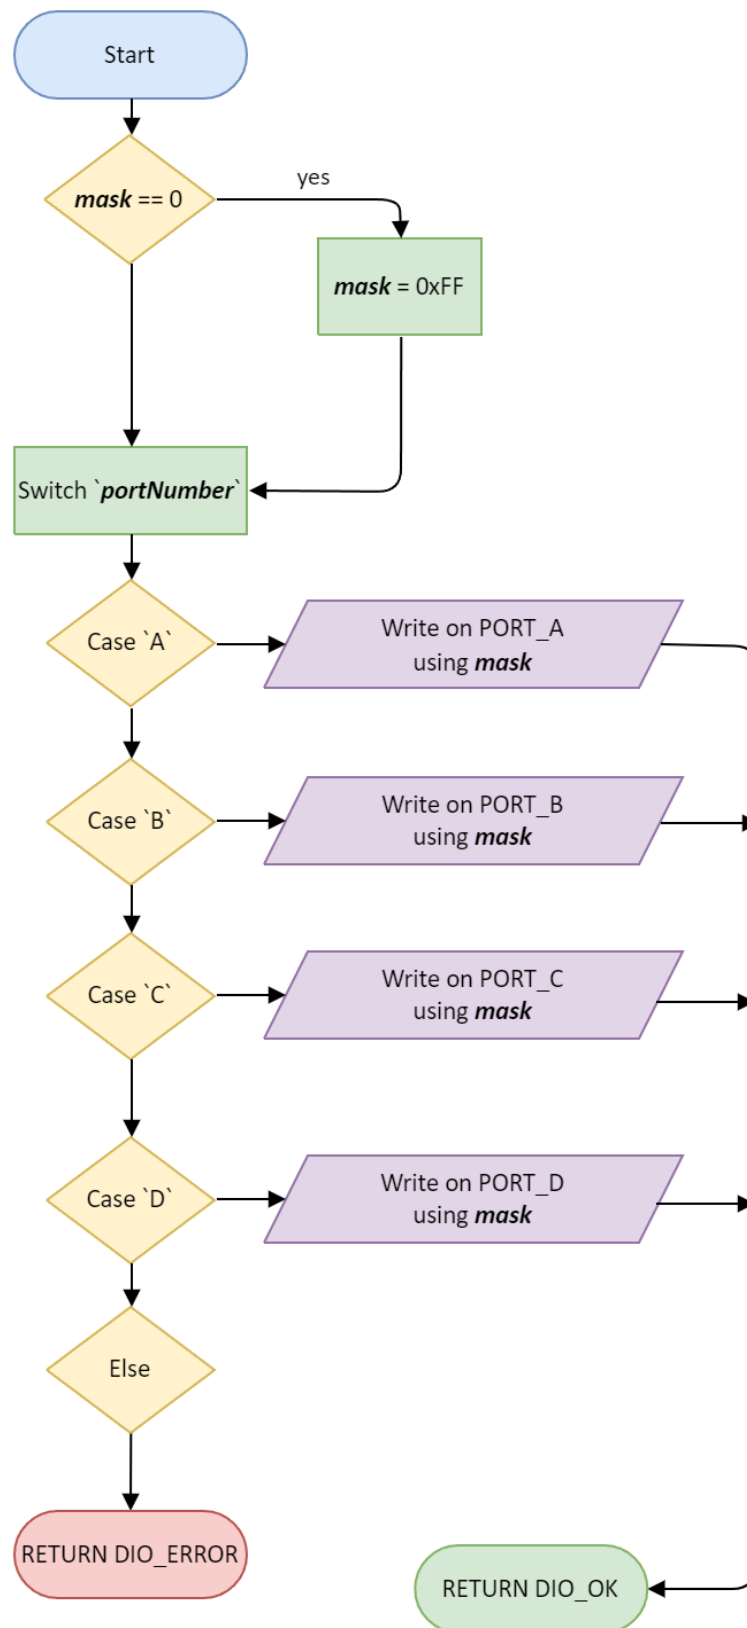 Start
mask == 0
yes
mask = 0xFF
Switch `portNumber`
Case `A`
Write on PORT_A
using mask
Case `B`
Write on PORT_B
using mask
Case `C`
Write on PORT_C
using mask
Case `D`
Write on PORT_D
using mask
Else
RETURN DIO_ERROR
RETURN DIO_OK